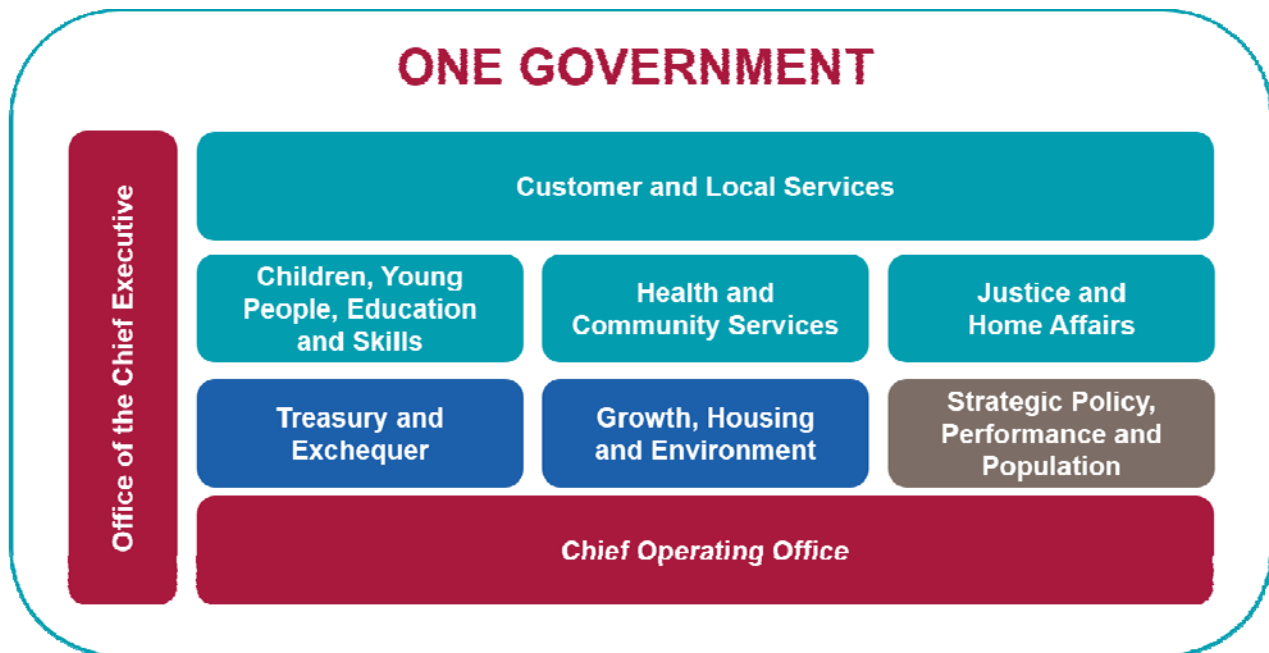 ONE GOVERNMENT
Office of the Chief Executive
Customer and Local Services
Children, Young
People, Education
and Skills
Health and
Community Services
Justice and
Home Affairs
Treasury and
Exchequer
Growth, Housing
and Environment
Strategic Policy,
Performance and
Population
Chief Operating Office